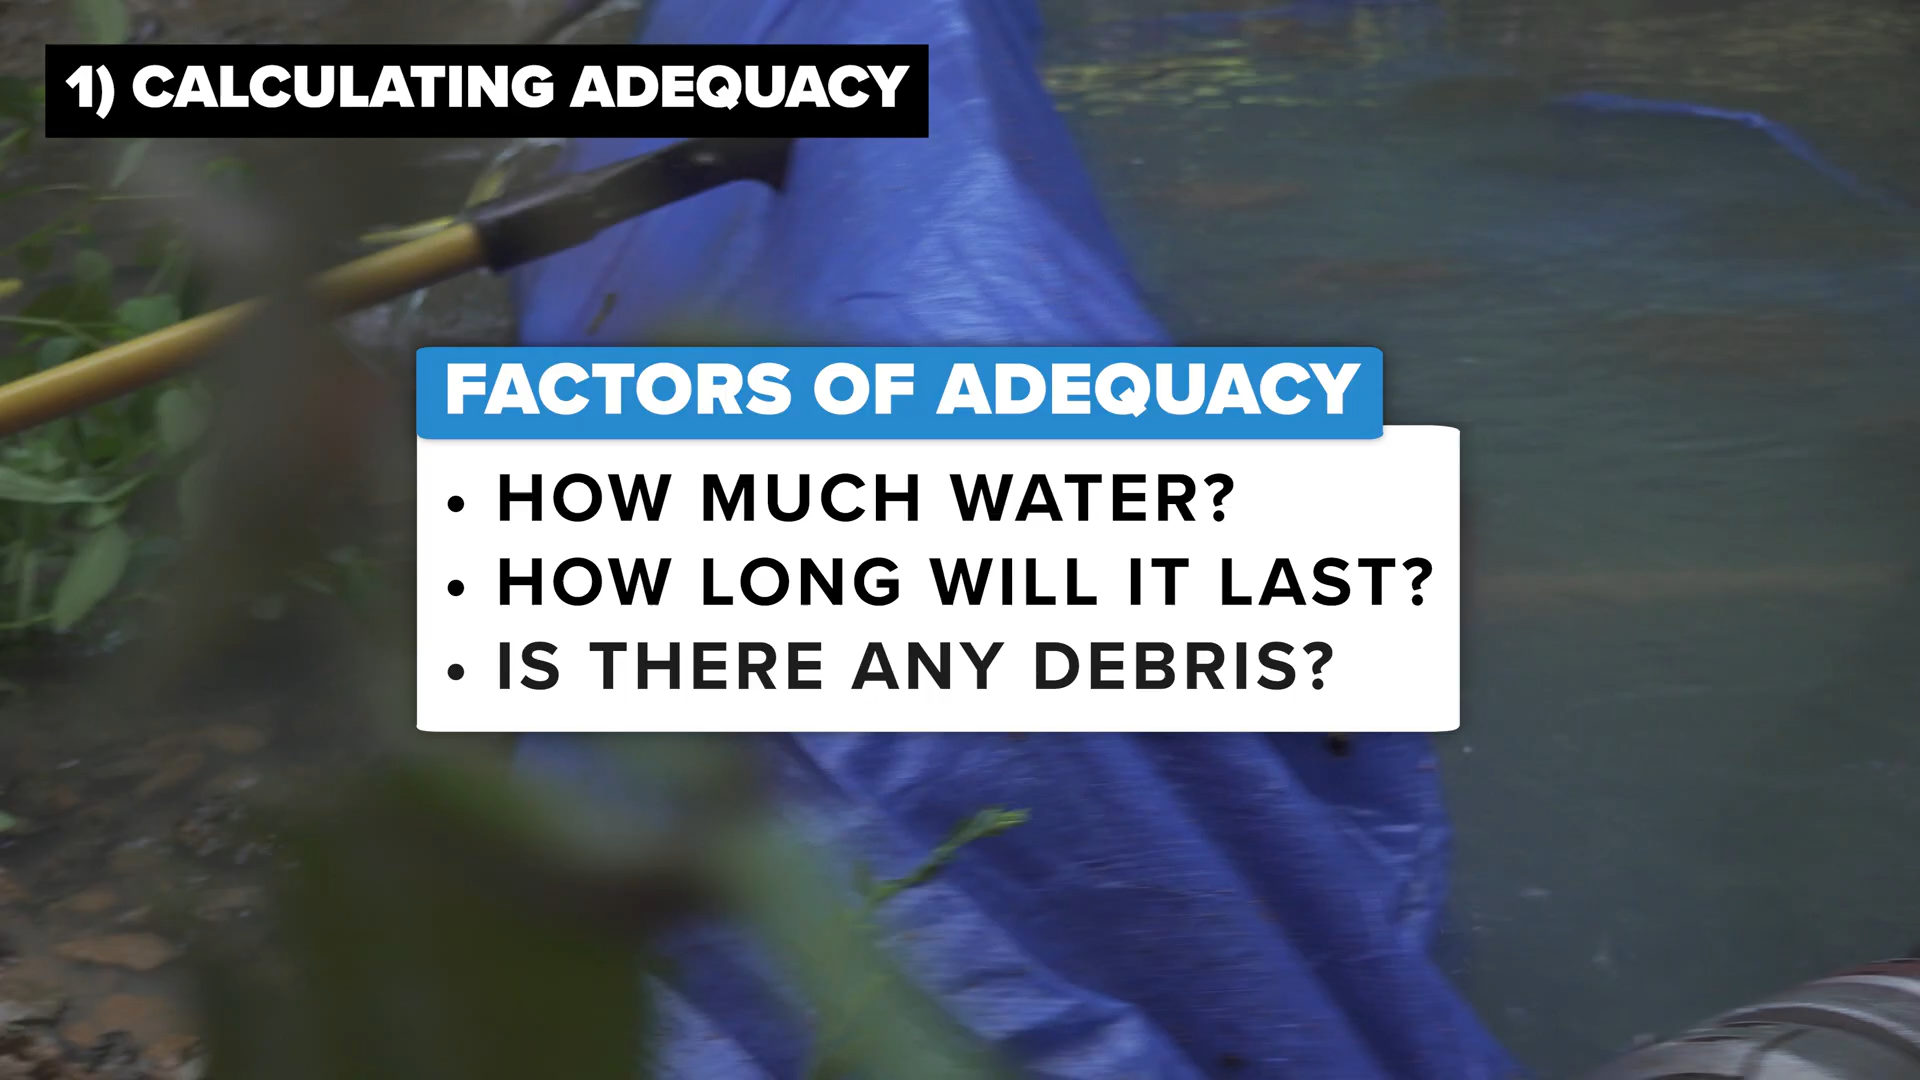 1) CALCULATING ADEQUACY
FACTORS OF ADEQUACY
• HOW MUCH WATER?
• HOW LONG WILL IT LAST?
• IS THERE ANY DEBRIS?